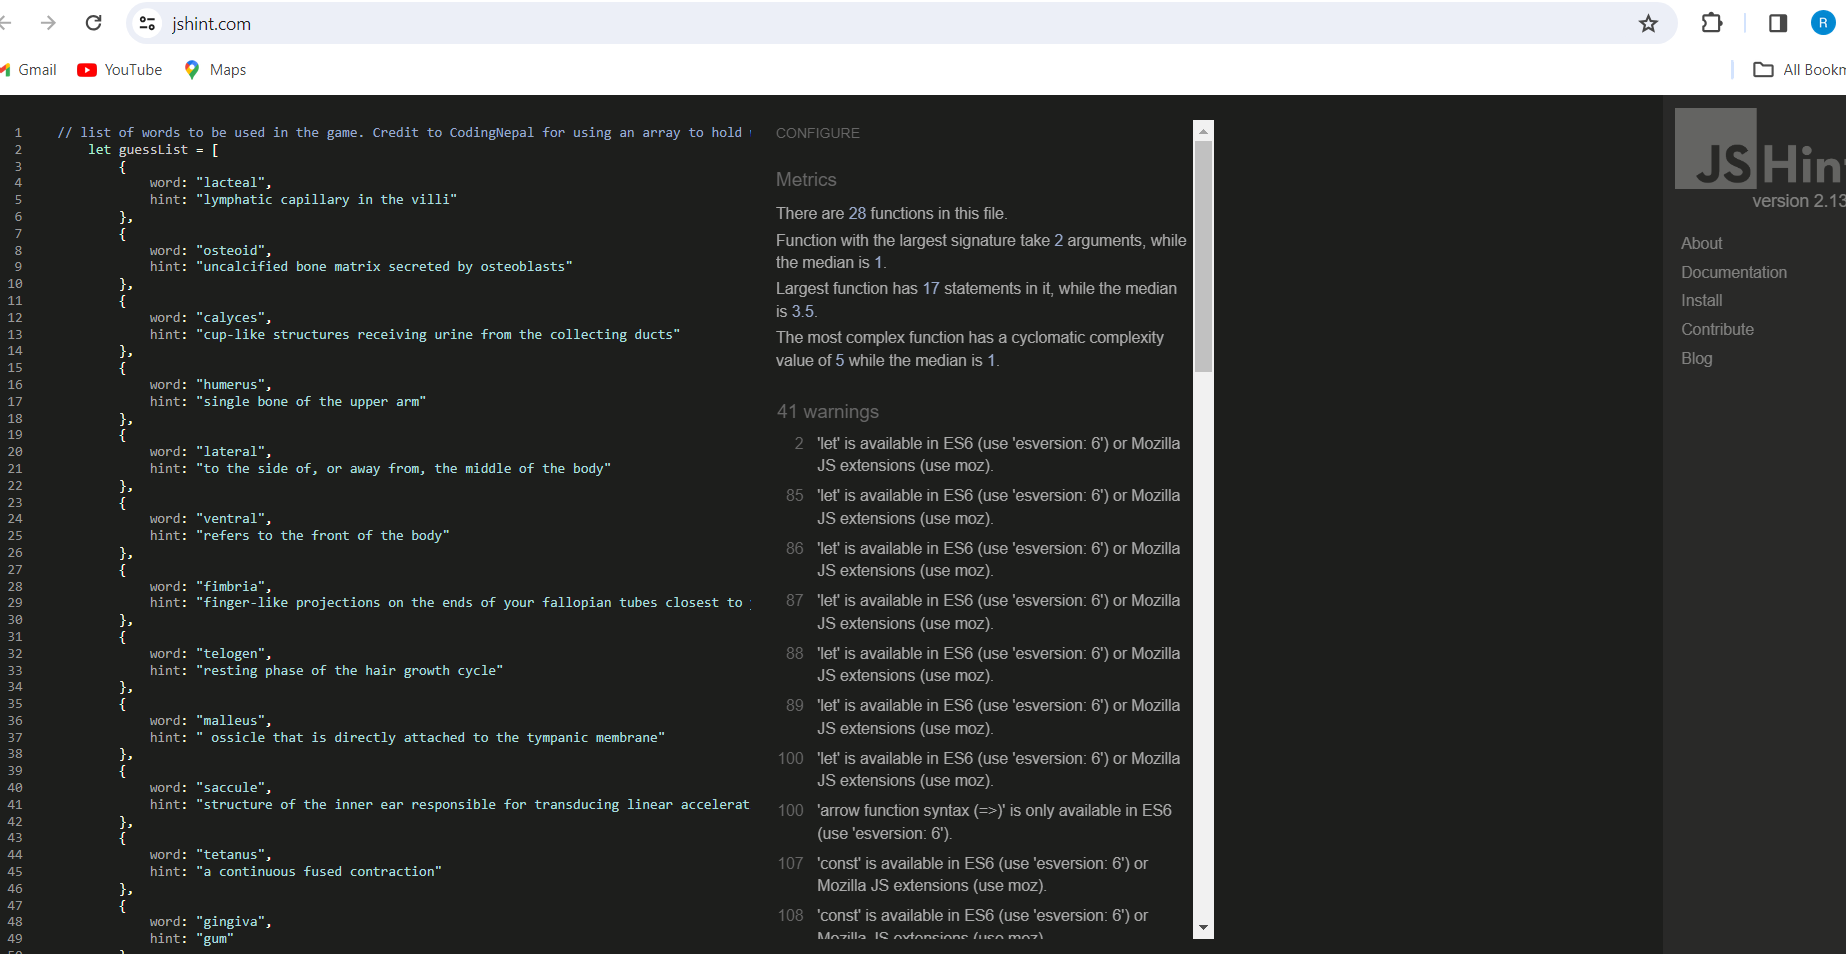 jshint.com
R
Gmail
YouTube
Maps
All Bookm
1 // list of words to be used in the game. Credit to CodingNepal for using an array to hold
2 let guessList = [
3 {
4 word: "lacteal",
5 hint: "lymphatic capillary in the villi"
6 },
7 {
8 word: "osteoid",
9 hint: "uncalcified bone matrix secreted by osteoblasts"
10 },
11 {
12 word: "calyces",
13 hint: "cup-like structures receiving urine from the collecting ducts"
14 },
15 {
16 word: "humerus",
17 hint: "single bone of the upper arm"
18 },
19 {
20 word: "lateral",
21 hint: "to the side of, or away from, the middle of the body"
22 },
23 {
24 word: "ventral",
25 hint: "refers to the front of the body"
26 },
27 {
28 word: "fimbria",
29 hint: "finger-like projections on the ends of your fallopian tubes closest to
30 },
31 {
32 word: "telogen",
33 hint: "resting phase of the hair growth cycle"
34 },
35 {
36 word: "malleus",
37 hint: " ossicle that is directly attached to the tympanic membrane"
38 },
39 {
40 word: "saccule",
41 hint: "structure of the inner ear responsible for transducing linear accelerat
42 },
43 {
44 word: "tetanus",
45 hint: "a continuous fused contraction"
46 },
47 {
48 word: "gingiva",
49 hint: "gum"
CONFIGURE
Metrics
There are 28 functions in this file.
Function with the largest signature take 2 arguments, while
the median is 1.
Largest function has 17 statements in it, while the median
is 3.5.
The most complex function has a cyclomatic complexity
value of 5 while the median is 1.
41 warnings
2 'let' is available in ES6 (use 'esversion: 6') or Mozilla
JS extensions (use moz).
85 'let' is available in ES6 (use 'esversion: 6') or Mozilla
JS extensions (use moz).
86 'let' is available in ES6 (use 'esversion: 6') or Mozilla
JS extensions (use moz).
87 'let' is available in ES6 (use 'esversion: 6') or Mozilla
JS extensions (use moz).
88 'let' is available in ES6 (use 'esversion: 6') or Mozilla
JS extensions (use moz).
89 'let' is available in ES6 (use 'esversion: 6') or Mozilla
JS extensions (use moz).
100 'let' is available in ES6 (use 'esversion: 6') or Mozilla
JS extensions (use moz).
100 'arrow function syntax (=>)' is only available in ES6
(use 'esversion: 6').
107 'const' is available in ES6 (use 'esversion: 6') or
Mozilla JS extensions (use moz).
108 'const' is available in ES6 (use 'esversion: 6') or
Mozilla JS extensions (use moz)
JSHin
version 2.13
About
Documentation
Install
Contribute
Blog